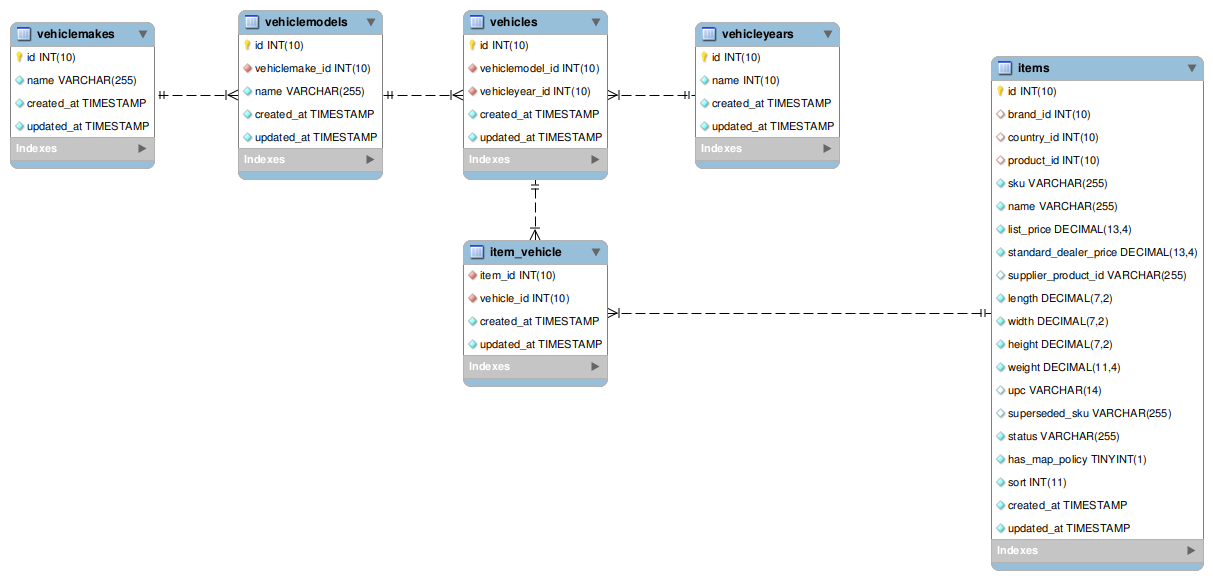 vehiclemakes
id INT(10)
name VARCHAR(255)
created_at TIMESTAMP
updated_at TIMESTAMP
Indexes
vehiclemodels
id INT(10)
vehiclemake_id INT(10)
name VARCHAR(255)
created_at TIMESTAMP
updated_at TIMESTAMP
Indexes
vehicles
id INT(10)
vehiclemodel_id INT(10)
vehicleyear_id INT(10)
created_at TIMESTAMP
updated_at TIMESTAMP
Indexes
vehicleyears
id INT(10)
name INT(10)
created_at TIMESTAMP
updated_at TIMESTAMP
Indexes
item_vehicle
item_id INT(10)
vehicle_id INT(10)
created_at TIMESTAMP
updated_at TIMESTAMP
Indexes
items
id INT(10)
brand_id INT(10)
country_id INT(10)
product_id INT(10)
sku VARCHAR(255)
name VARCHAR(255)
list_price DECIMAL(13,4)
standard_dealer_price DECIMAL(13,4)
supplier_product_id VARCHAR(255)
length DECIMAL(7,2)
width DECIMAL(7,2)
height DECIMAL(7,2)
weight DECIMAL(11,4)
upc VARCHAR(14)
superseded_sku VARCHAR(255)
status VARCHAR(255)
has_map_policy TINYINT(1)
sort INT(11)
created_at TIMESTAMP
updated_at TIMESTAMP
Indexes